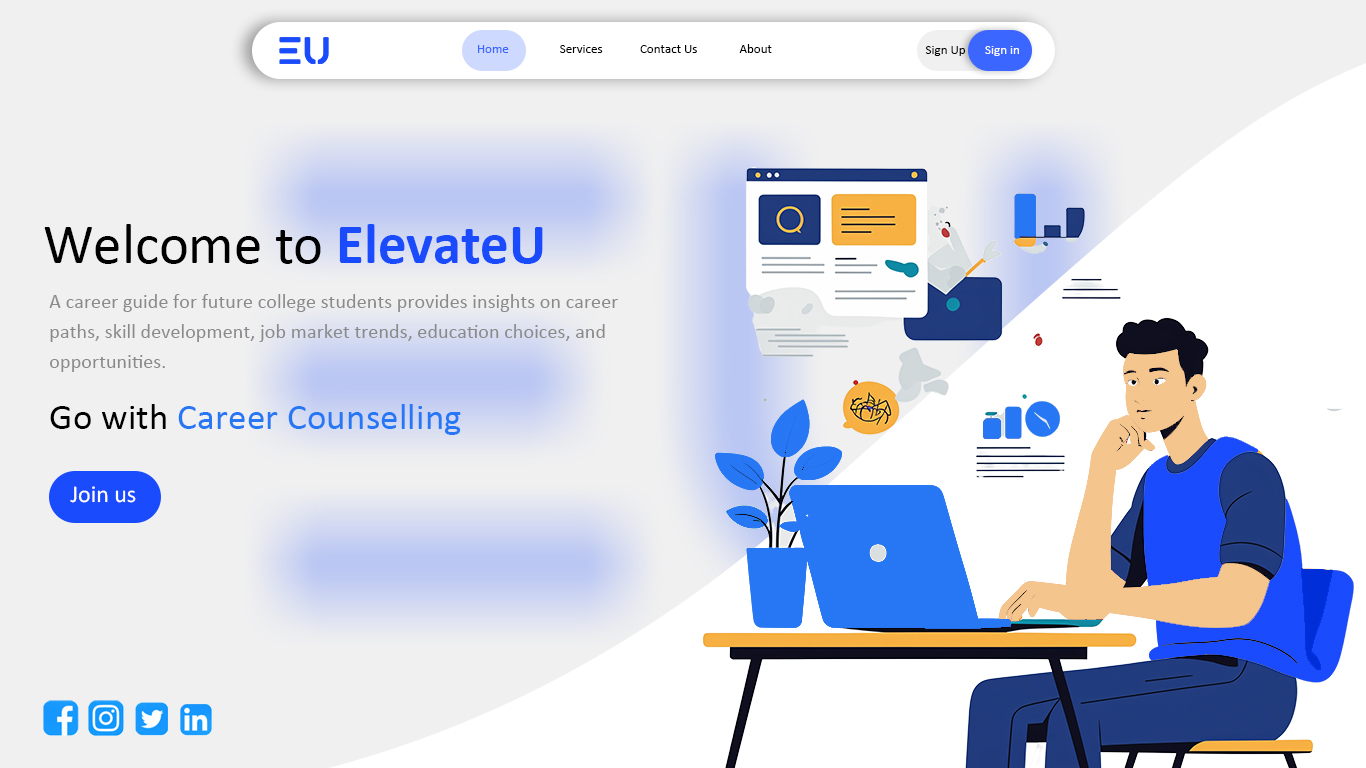 EU
Home Services Contact Us About Sign Up Sign in
Welcome to ElevateU
A career guide for future college students provides insights on career
paths, skill development, job market trends, education choices, and
opportunities.
Go with Career Counselling
Join us